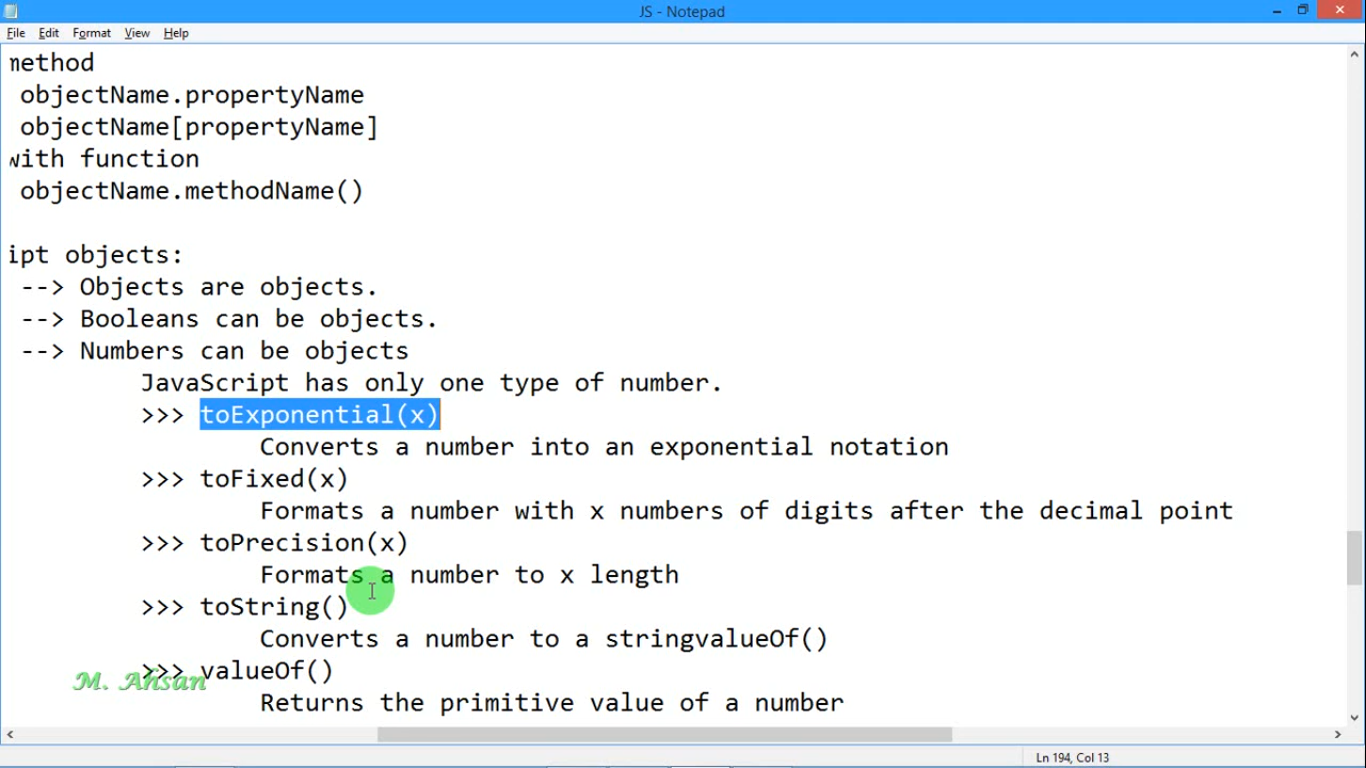 JS - Notepad
File Edit Format View Help
method
objectName.propertyName
objectName[propertyName]
with function
objectName.methodName()
ipt objects:
--> Objects are objects.
--> Booleans can be objects.
--> Numbers can be objects
JavaScript has only one type of number.
>>> toExponential(x)
Converts a number into an exponential notation
>>> toFixed(x)
Formats a number with x numbers of digits after the decimal point
>>> toPrecision(x)
Formats a number to x length
>>> toString()
Converts a number to a stringvalueOf()
>>> valueOf()
M. Ahsan
Returns the primitive value of a number
Ln 194, Col 13